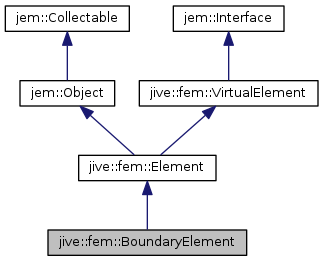 jem::Collectable
jem::Interface
jem::Object
jive::fem::VirtualElement
jive::fem::Element
jive::fem::BoundaryElement